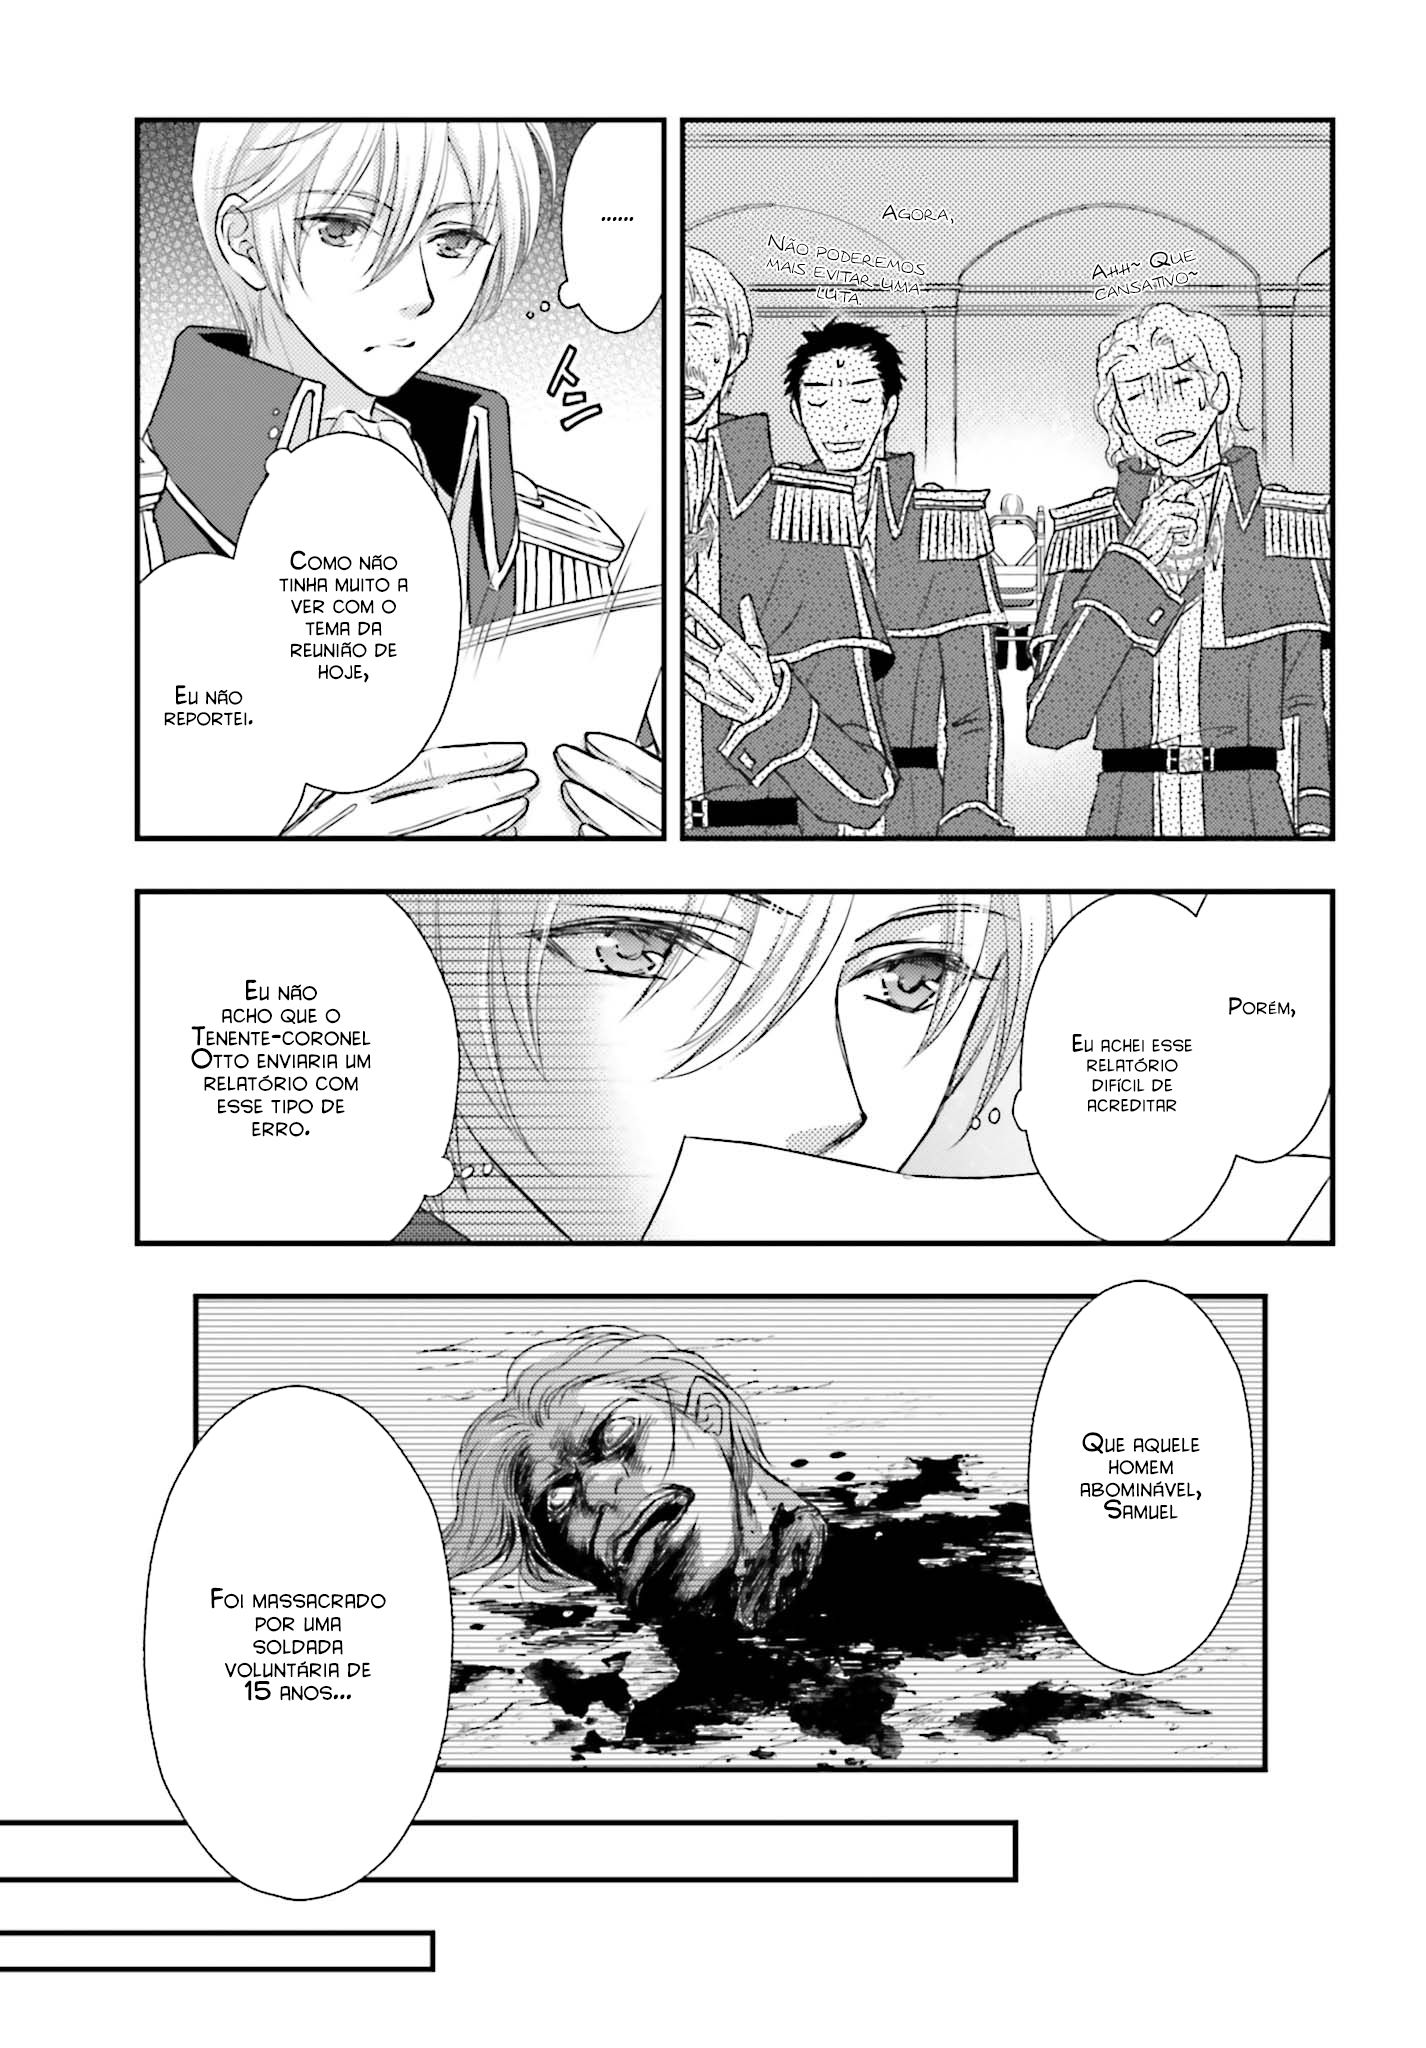 Ahh~ Que
cansativo~
Agora,
Não poderemos
mais evitar uma
luta.
......
トン
Como não
tinha muito a
ver com o
tema da
reunião de
hoje,
Eu não
reportei.
Porém,
Eu achei esse
relatório
difícil de
acreditar
Eu não
acho que o
Tenente-coronel
Otto enviaria um
relatório com
esse tipo de
erro.
Que aquele
homem
abominável,
Samuel
Foi massacrado
por uma
soldada
voluntária de
15 anos...